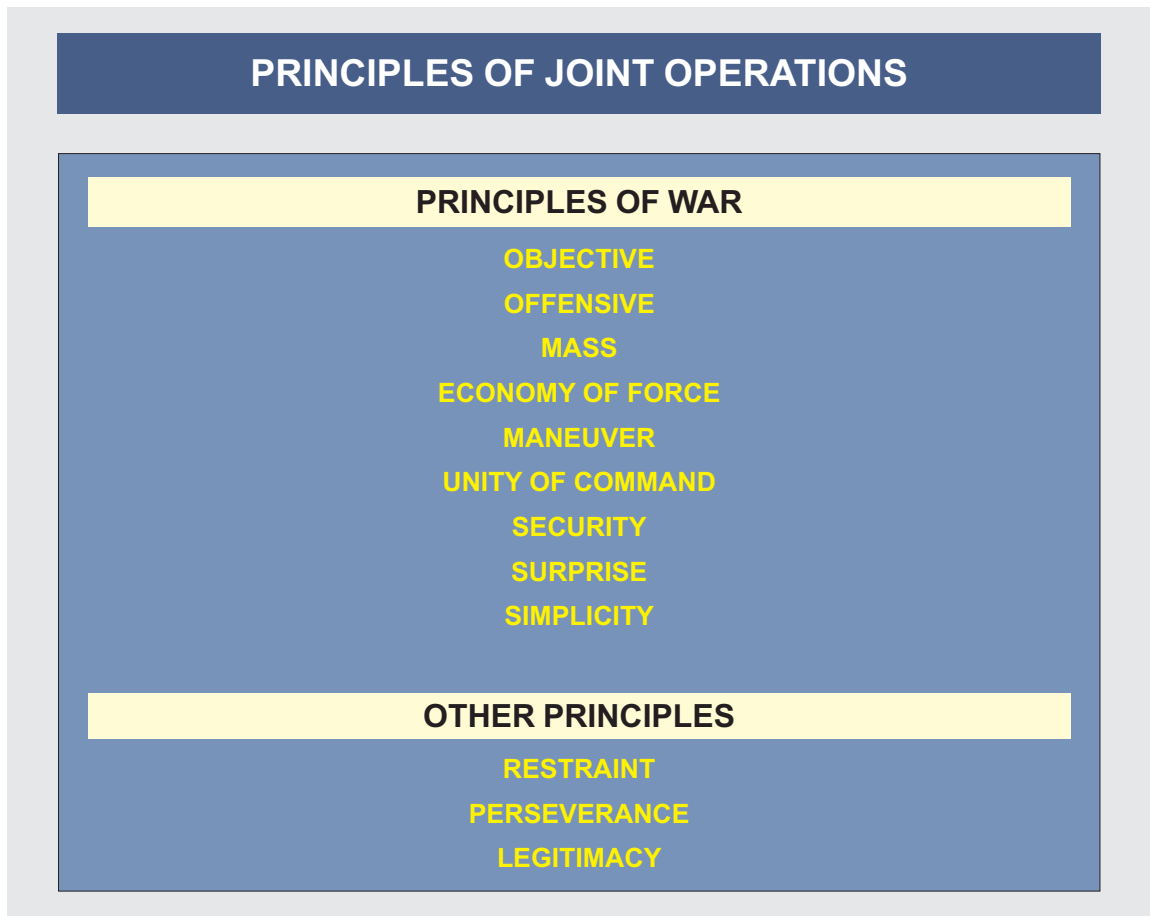 PRINCIPLES OF JOINT OPERATIONS
PRINCIPLES OF WAR
OBJECTIVE
OFFENSIVE
MASS
ECONOMY OF FORCE
MANEUVER
UNITY OF COMMAND
SECURITY
SURPRISE
SIMPLICITY
OTHER PRINCIPLES
RESTRAINT
PERSEVERANCE
LEGITIMACY